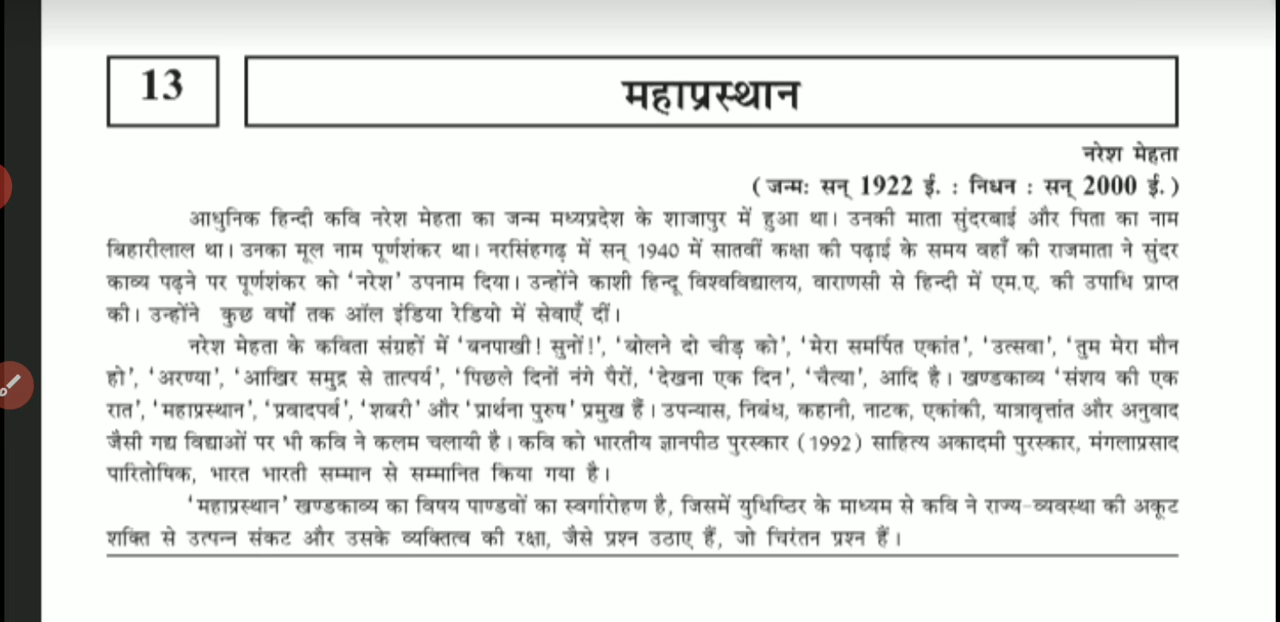 13
महाप्रस्थान
नरेश मेहता
( जन्म: सन् 1922 ई. : निधन : सन् 2000 ई. )
आधुनिक हिन्दी कवि नरेश मेहता का जन्म मध्यप्रदेश के शाजापुर में हुआ था। उनकी माता सुंदरबाई और पिता का नाम
बिहारीलाल था। उनका मूल नाम पूर्णशंकर था। नरसिंहगढ़ में सन् 1940 में सातवीं कक्षा की पढ़ाई के समय वहाँ की राजमाता ने सुंदर
काव्य पढ़ने पर पूर्णशंकर को ‘नरेश’ उपनाम दिया। उन्होंने काशी हिन्दू विश्वविद्यालय, वाराणसी से हिन्दी में एम.ए. की उपाधि प्राप्त
की। उन्होंने कुछ वर्षों तक ऑल इंडिया रेडियो में सेवाएँ दीं।
नरेश मेहता के कविता संग्रहों में ‘बनपाखी! सुनों!’, ‘बोलने दो चीड़ को’, ‘मेरा समर्पित एकांत’, ‘उत्सवा’, ‘तुम मेरा मौन
हो’, ‘अरण्या’, ‘आखिर समुद्र से तात्पर्य’, ‘पिछले दिनों नंगे पैरों, ‘देखना एक दिन’, ‘चैत्या’, आदि है। खण्डकाव्य ‘संशय की एक
रात’, ‘महाप्रस्थान’, ‘प्रवादपर्व’, ‘शबरी’ और ‘प्रार्थना पुरुष’ प्रमुख हैं। उपन्यास, निबंध, कहानी, नाटक, एकांकी, यात्रावृत्तांत और अनुवाद
जैसी गद्य विद्याओं पर भी कवि ने कलम चलायी है। कवि को भारतीय ज्ञानपीठ पुरस्कार (1992) साहित्य अकादमी पुरस्कार, मंगलाप्रसाद
पारितोषिक, भारत भारती सम्मान से सम्मानित किया गया है।
‘महाप्रस्थान’ खण्डकाव्य का विषय पाण्डवों का स्वर्गारोहण है, जिसमें युधिष्टिर के माध्यम से कवि ने राज्य-व्यवस्था की अकूट
शक्ति से उत्पन्न संकट और उसके व्यक्तित्व की रक्षा, जैसे प्रश्न उठाए हैं, जो चिरंतन प्रश्न हैं।